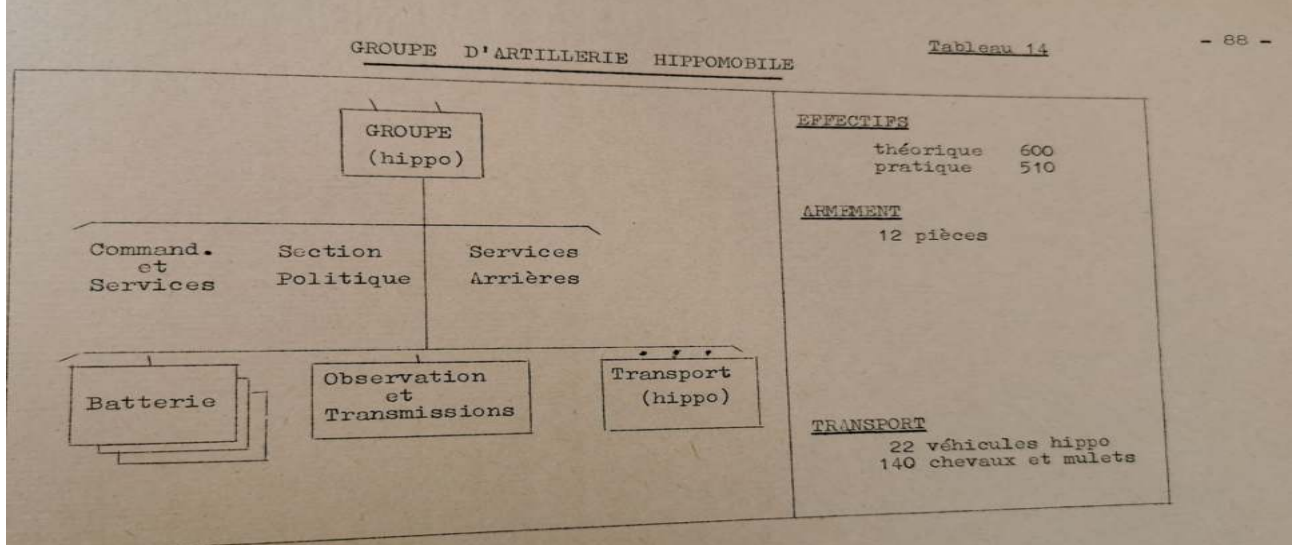 GROUPE D'ARTILLERIE HIPPOMOBILE
Tableau 14
- 88 -
GROUPE
(hippo)
Command.
et
Services
Section
Politique
Services
Arrières
Batterie
Observation
et
Transmissions
Transport
(hippo)
EFFECTIFS
théorique 600
pratique 510
ARMEMENT
12 pièces
TRANSPORT
22 véhicules hippo
140 chevaux et mulets